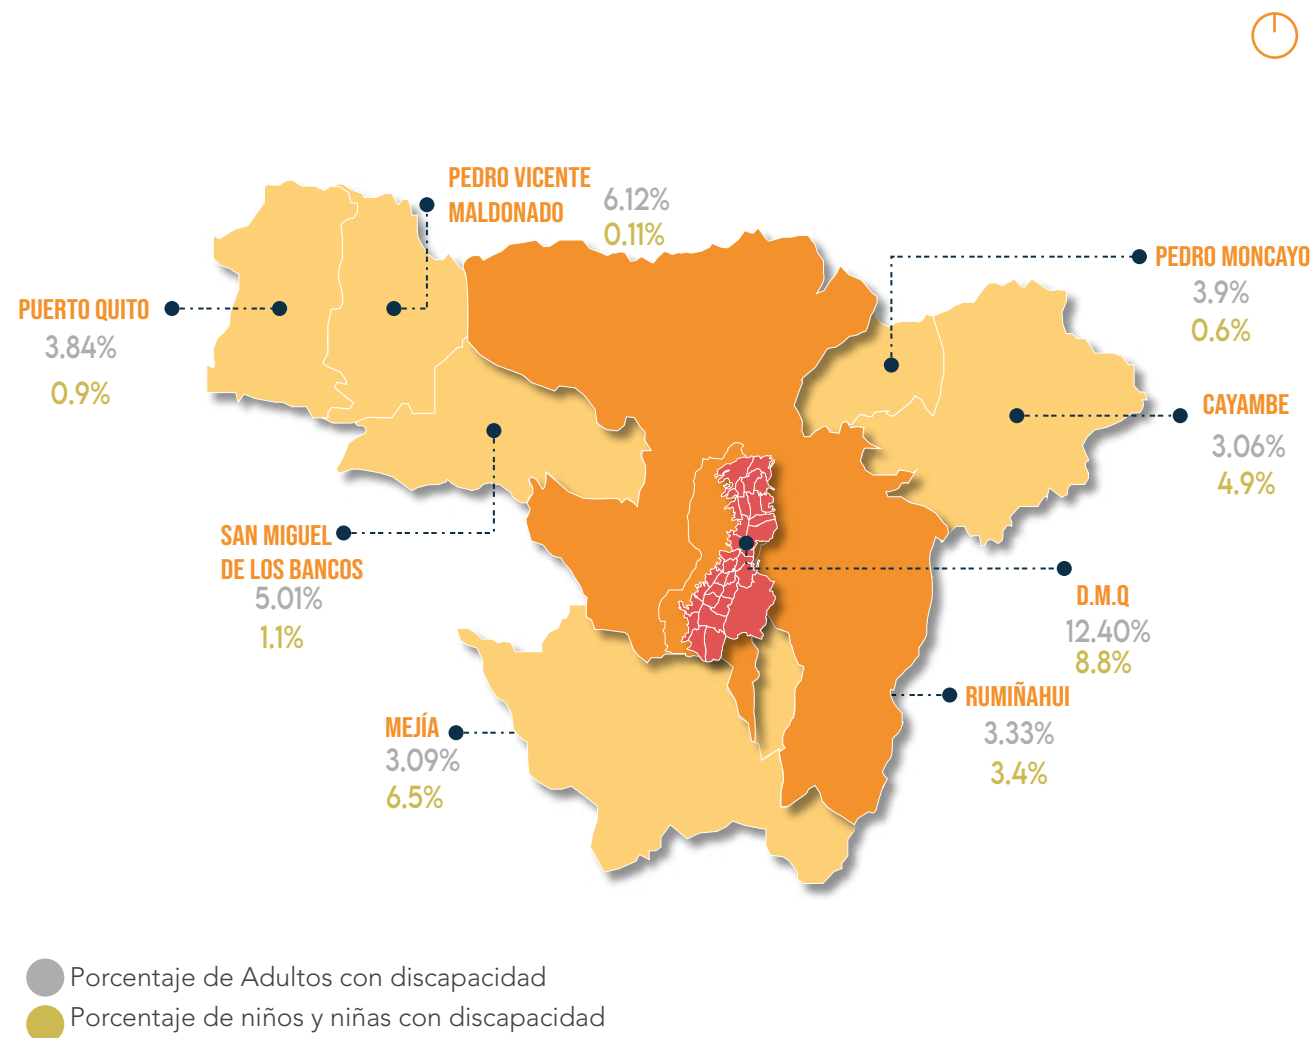 PEDRO VICENTE
MALDONADO
6.12%
0.11%
PEDRO MONCAYO
3.9%
0.6%
PUERTO QUITO
3.84%
0.9%
CAYAMBE
3.06%
4.9%
SAN MIGUEL
DE LOS BANCOS
5.01%
1.1%
D.M.Q
12.40%
8.8%
RUMIÑAHUI
3.33%
3.4%
MEJÍA
3.09%
6.5%
Porcentaje de Adultos con discapacidad
Porcentaje de niños y niñas con discapacidad